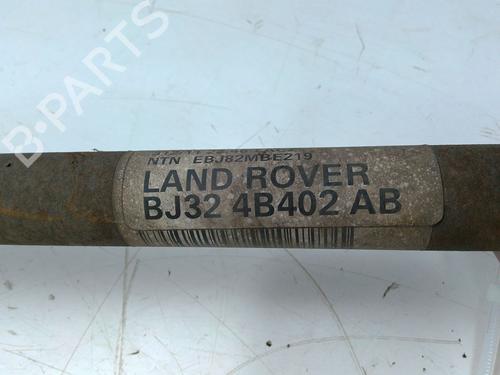 NTN EBJ82MBE219
LAND ROVER
BJ32 4B402 AB
B-PARTS